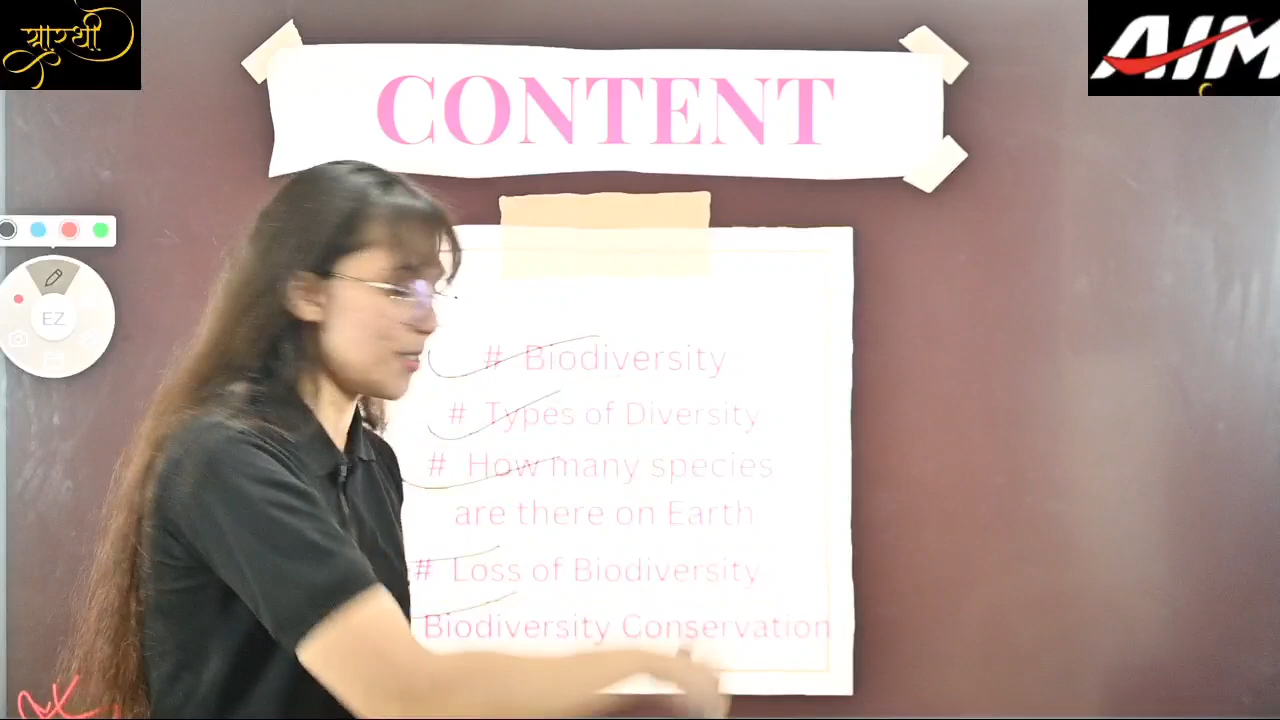 सारथी
AIM
CONTENT
EZ
# Biodiversity
# Types of Diversity
# How many species
are there on Earth
# Loss of Biodiversity
Biodiversity Conservation